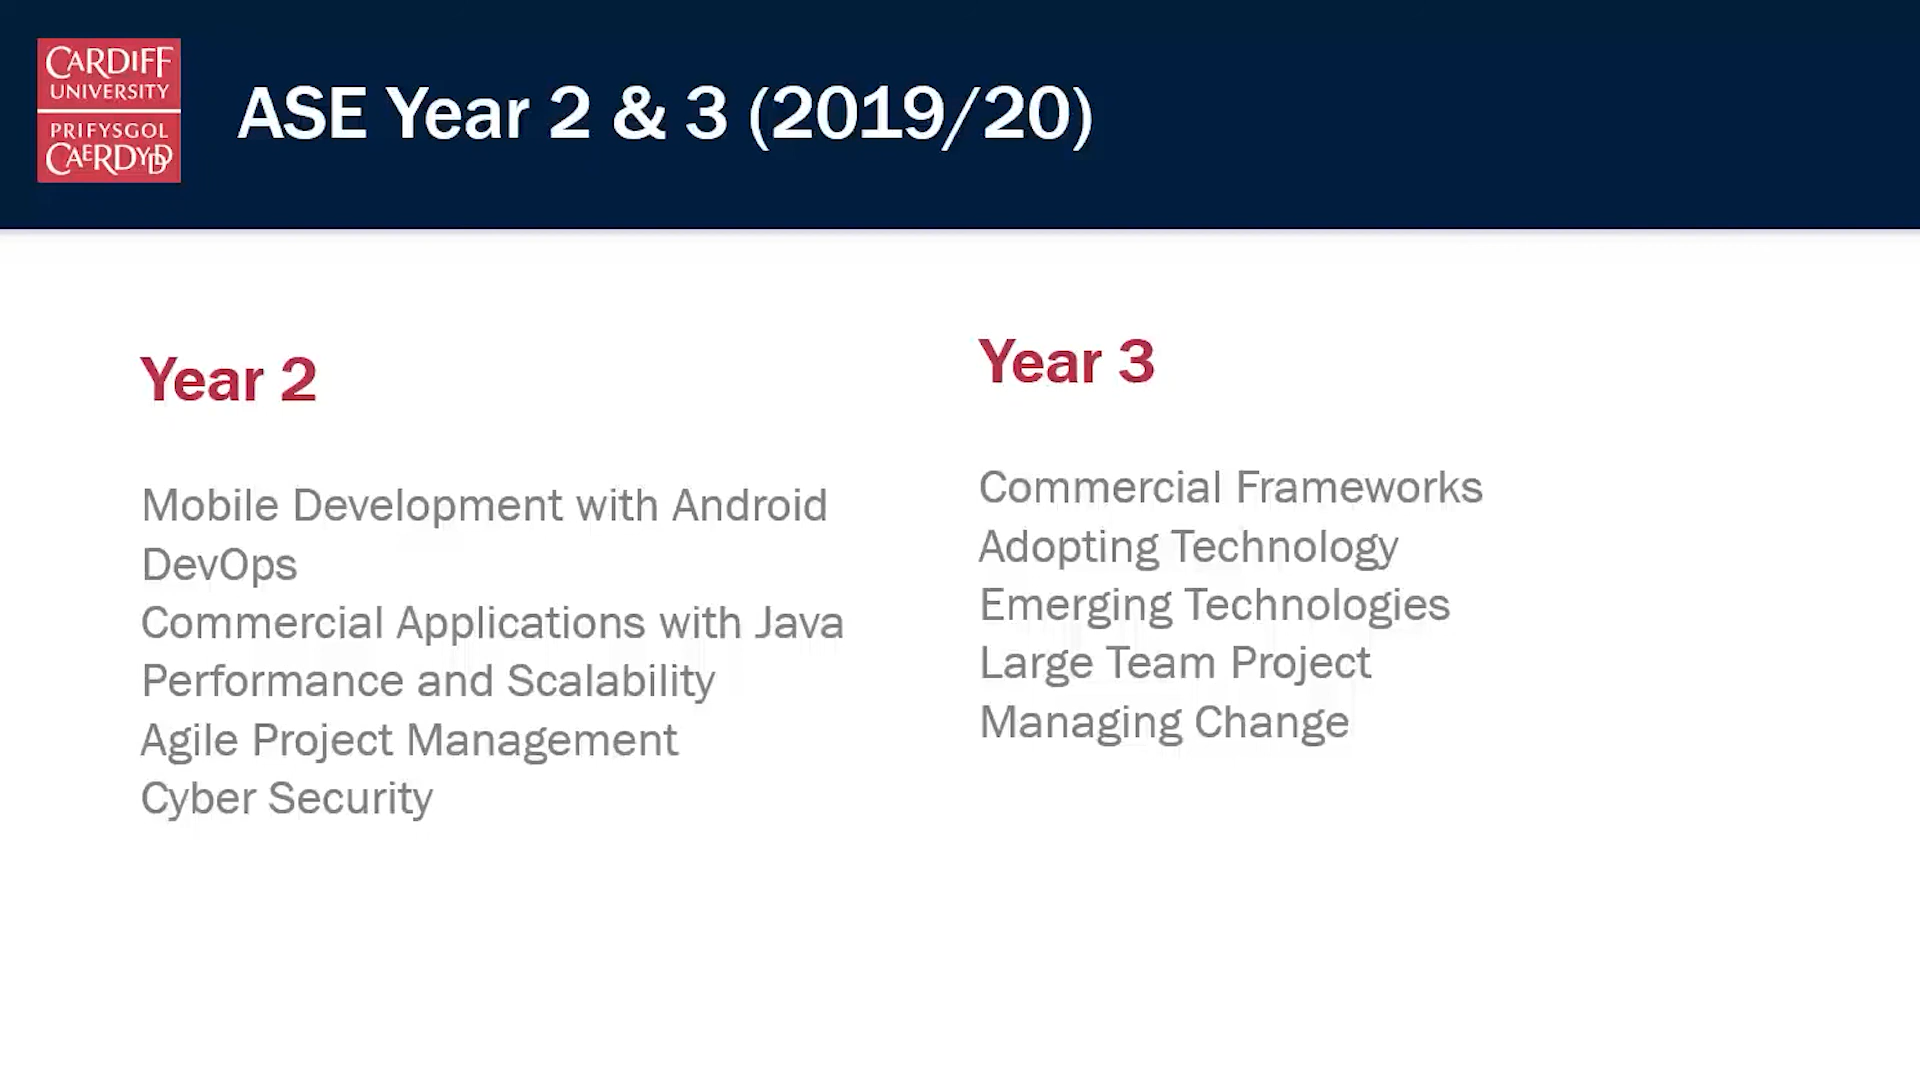 CARDIFF
UNIVERSITY
PRIFYSGOL
CAERDYDD
ASE Year 2 & 3 (2019/20)
Year 2
Mobile Development with Android
DevOps
Commercial Applications with Java
Performance and Scalability
Agile Project Management
Cyber Security
Year 3
Commercial Frameworks
Adopting Technology
Emerging Technologies
Large Team Project
Managing Change